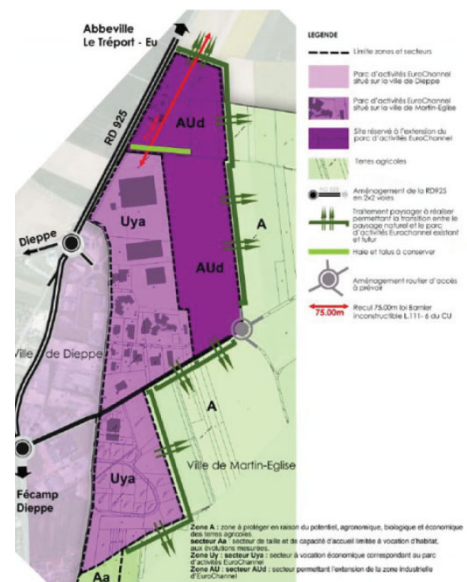 Abbeville
Le Tréport - Eu
RD 925
AUd
A
Uya
Dieppe
AUd
Ville de Dieppe
A
Ville de Martin-Eglise
Uya
Fécamp
Dieppe
Aa
LEGENDE
Limite zones et secteurs
Parc d'activités EuroChannel
situé sur la ville de Dieppe
Parc d'activités EuroChannel
situé sur la ville de Martin-Eglise
Site réservé à l'extension du
parc d'activités EuroChannel
Terres agricoles
Aménagement de la RD925
en 2x2 voies
Traitement paysager à réaliser
permettant la transition entre le
paysage naturel et le parc
d'activités Eurochannel existant
et futur
Haie et talus à conserver
Aménagement routier d'accès
à prévoir
75.00m
Recul 75.00m loi Barnier
inconstructible L.111- 6 du CU
Zone A : zone à protéger en raison du potentiel, agronomique, biologique et économique
des terres agricoles
secteur Aa : secteur de taille et de capacité d'accueil limitée à vocation d'habitat,
aux évolutions mesurées.
Zone Uy : secteur Uya : secteur à vocation économique correspondant au parc
d'activités EuroChannel
Zone AU : secteur AUd : secteur permettant l'extension de la zone industrielle
d'EuroChannel